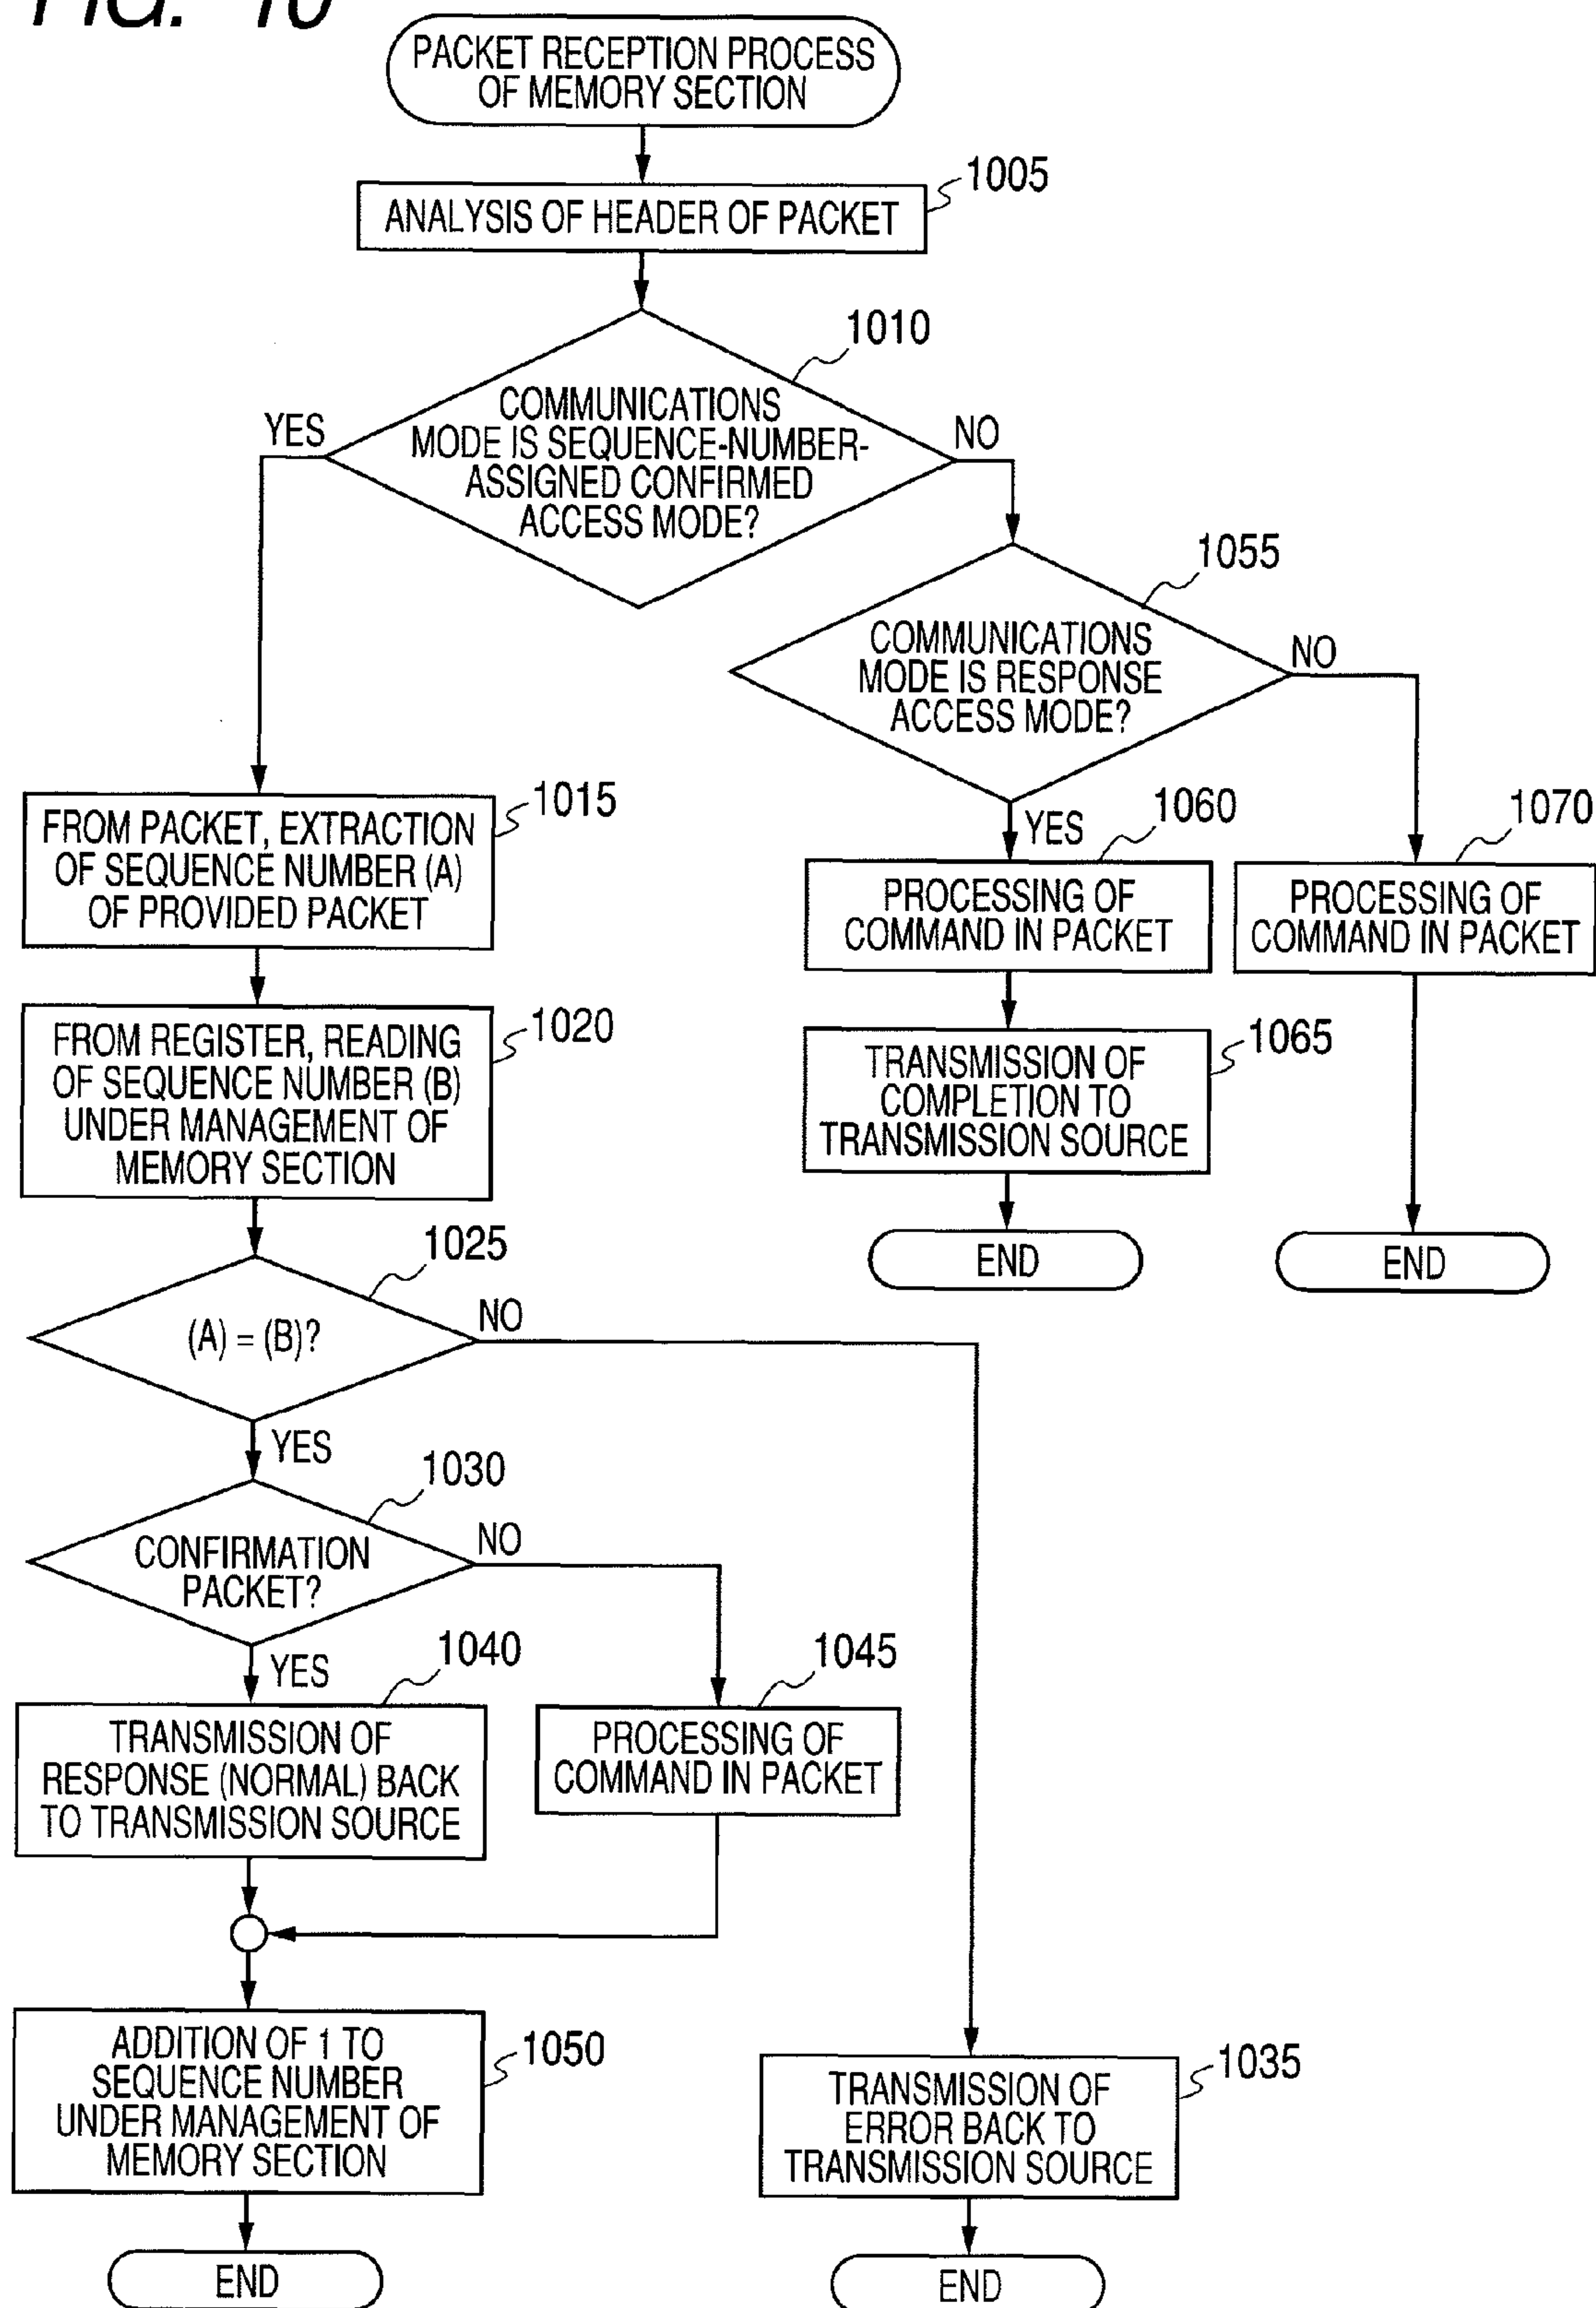 FIG. 10
PACKET RECEPTION PROCESS
OF MEMORY SECTION
1005
ANALYSIS OF HEADER OF PACKET
1010
COMMUNICATIONS
MODE IS SEQUENCE-NUMBER-
ASSIGNED CONFIRMED
ACCESS MODE?
YES
NO
1055
COMMUNICATIONS
MODE IS RESPONSE
ACCESS MODE?
NO
YES
1015
FROM PACKET, EXTRACTION
OF SEQUENCE NUMBER (A)
OF PROVIDED PACKET
1060
PROCESSING OF
COMMAND IN PACKET
1070
PROCESSING OF
COMMAND IN PACKET
1020
FROM REGISTER, READING
OF SEQUENCE NUMBER (B)
UNDER MANAGEMENT OF
MEMORY SECTION
1065
TRANSMISSION OF
COMPLETION TO
TRANSMISSION SOURCE
END
END
1025
(A) = (B)?
NO
YES
1030
CONFIRMATION
PACKET?
NO
YES
1040
TRANSMISSION OF
RESPONSE (NORMAL) BACK
TO TRANSMISSION SOURCE
1045
PROCESSING OF
COMMAND IN PACKET
1050
ADDITION OF 1 TO
SEQUENCE NUMBER
UNDER MANAGEMENT OF
MEMORY SECTION
1035
TRANSMISSION OF
ERROR BACK TO
TRANSMISSION SOURCE
END
END